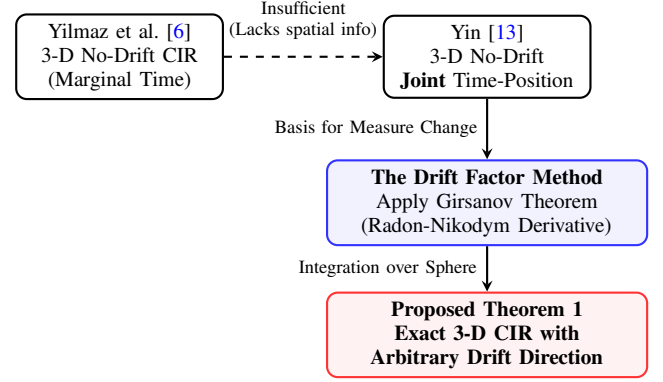 Yilmaz et al. [6]
3-D No-Drift CIR
(Marginal Time)
Insufficient
(Lacks spatial info)
Yin [13]
3-D No-Drift
Joint Time-Position
Basis for Measure Change
The Drift Factor Method
Apply Girsanov Theorem
(Radon-Nikodym Derivative)
Integration over Sphere
Proposed Theorem 1
Exact 3-D CIR with
Arbitrary Drift Direction